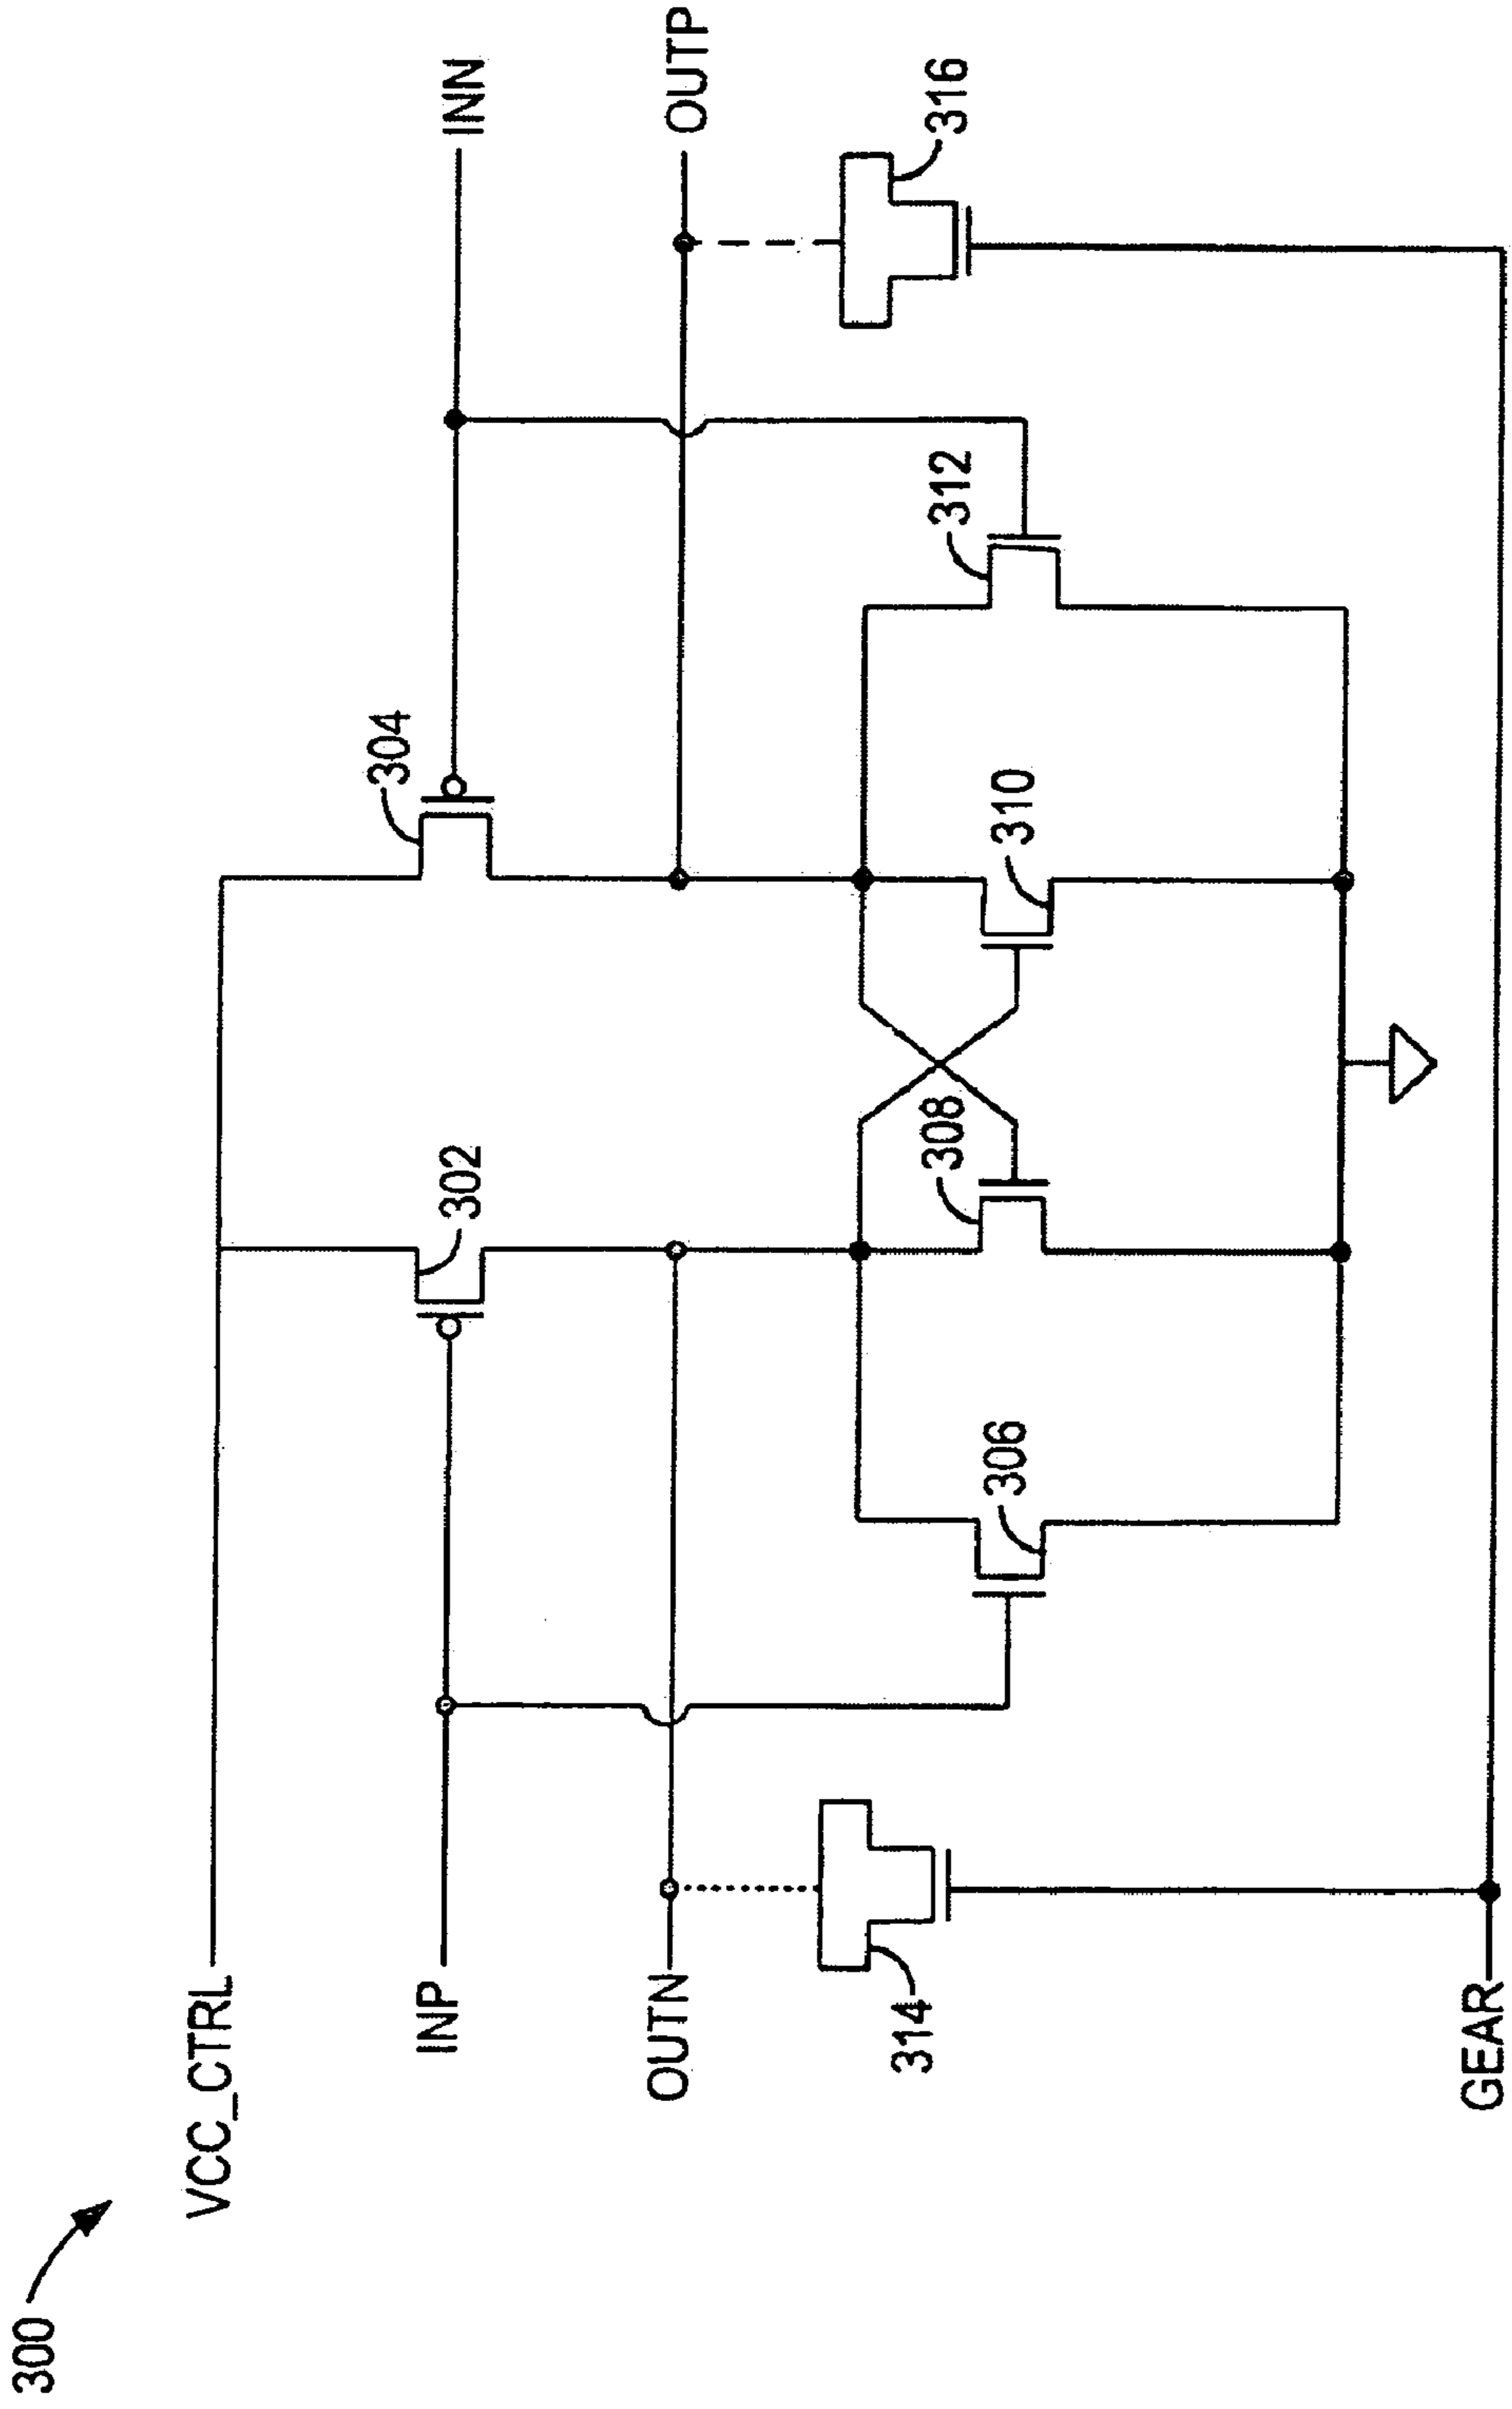 300
VCC_CTRL
INP
OUTN
GEAR
302
304
306
308
310
312
314
316
INN
OUTP